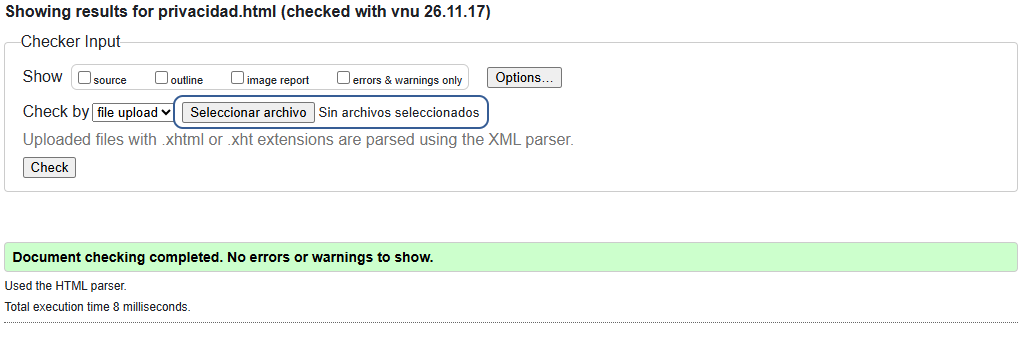 Showing results for privacidad.html (checked with vnu 26.11.17)
Checker Input
Show source outline image report errors & warnings only Options...
Check by file upload Seleccionar archivo Sin archivos seleccionados
Uploaded files with .xhtml or .xht extensions are parsed using the XML parser.
Check
Document checking completed. No errors or warnings to show.
Used the HTML parser.
Total execution time 8 milliseconds.